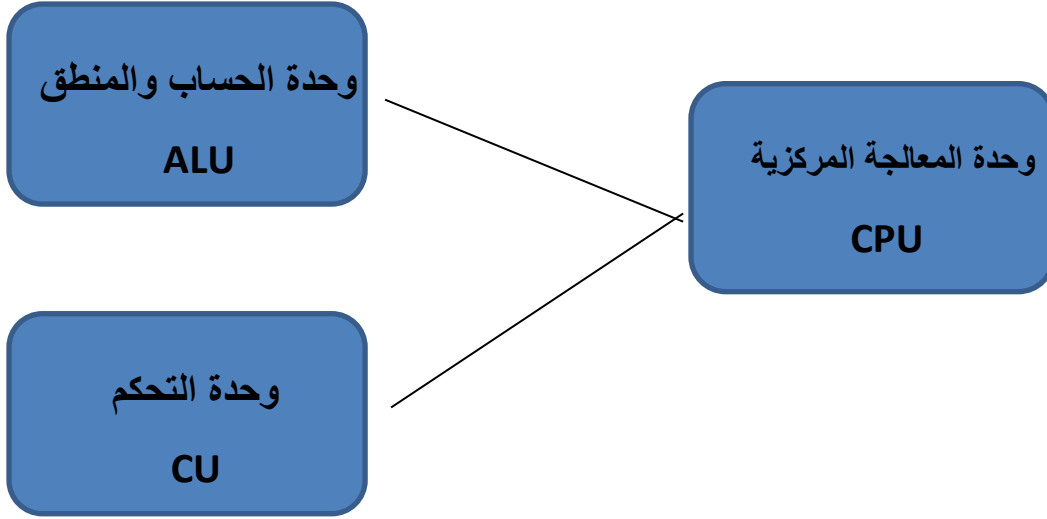 وحدة المعالجة المركزية
CPU
وحدة الحساب والمنطق
ALU
وحدة التحكم
CU